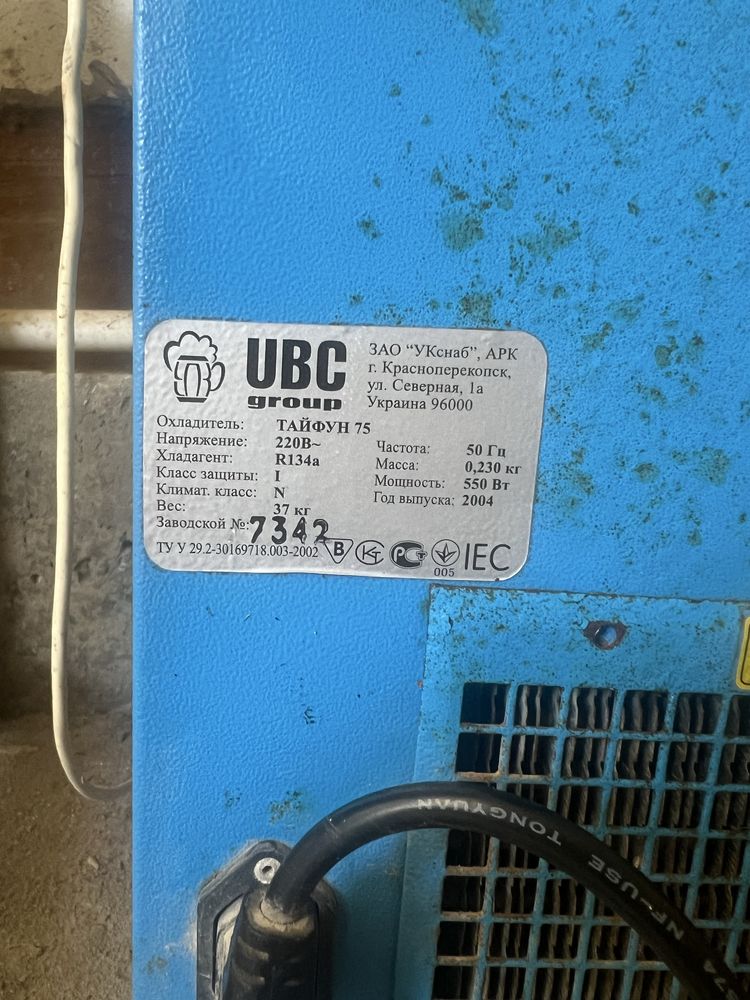 UBC
group
ЗАО "УКснаб", АРК
г. Красноперекопск,
ул. Северная, 1а
Украина 96000
Охладитель: ТАЙФУН 75
Напряжение: 220В~
Хладагент: R134a
Класс защиты: I
Климат. класс: N
Вес: 37 кг
Частота: 50 Гц
Масса: 0,230 кг
Мощность: 550 Вт
Год выпуска: 2004
Заводской №: 7342
ТУ У 29.2-30169718.003-2002
В
005
IEC
TONGYUAN
NF-USE